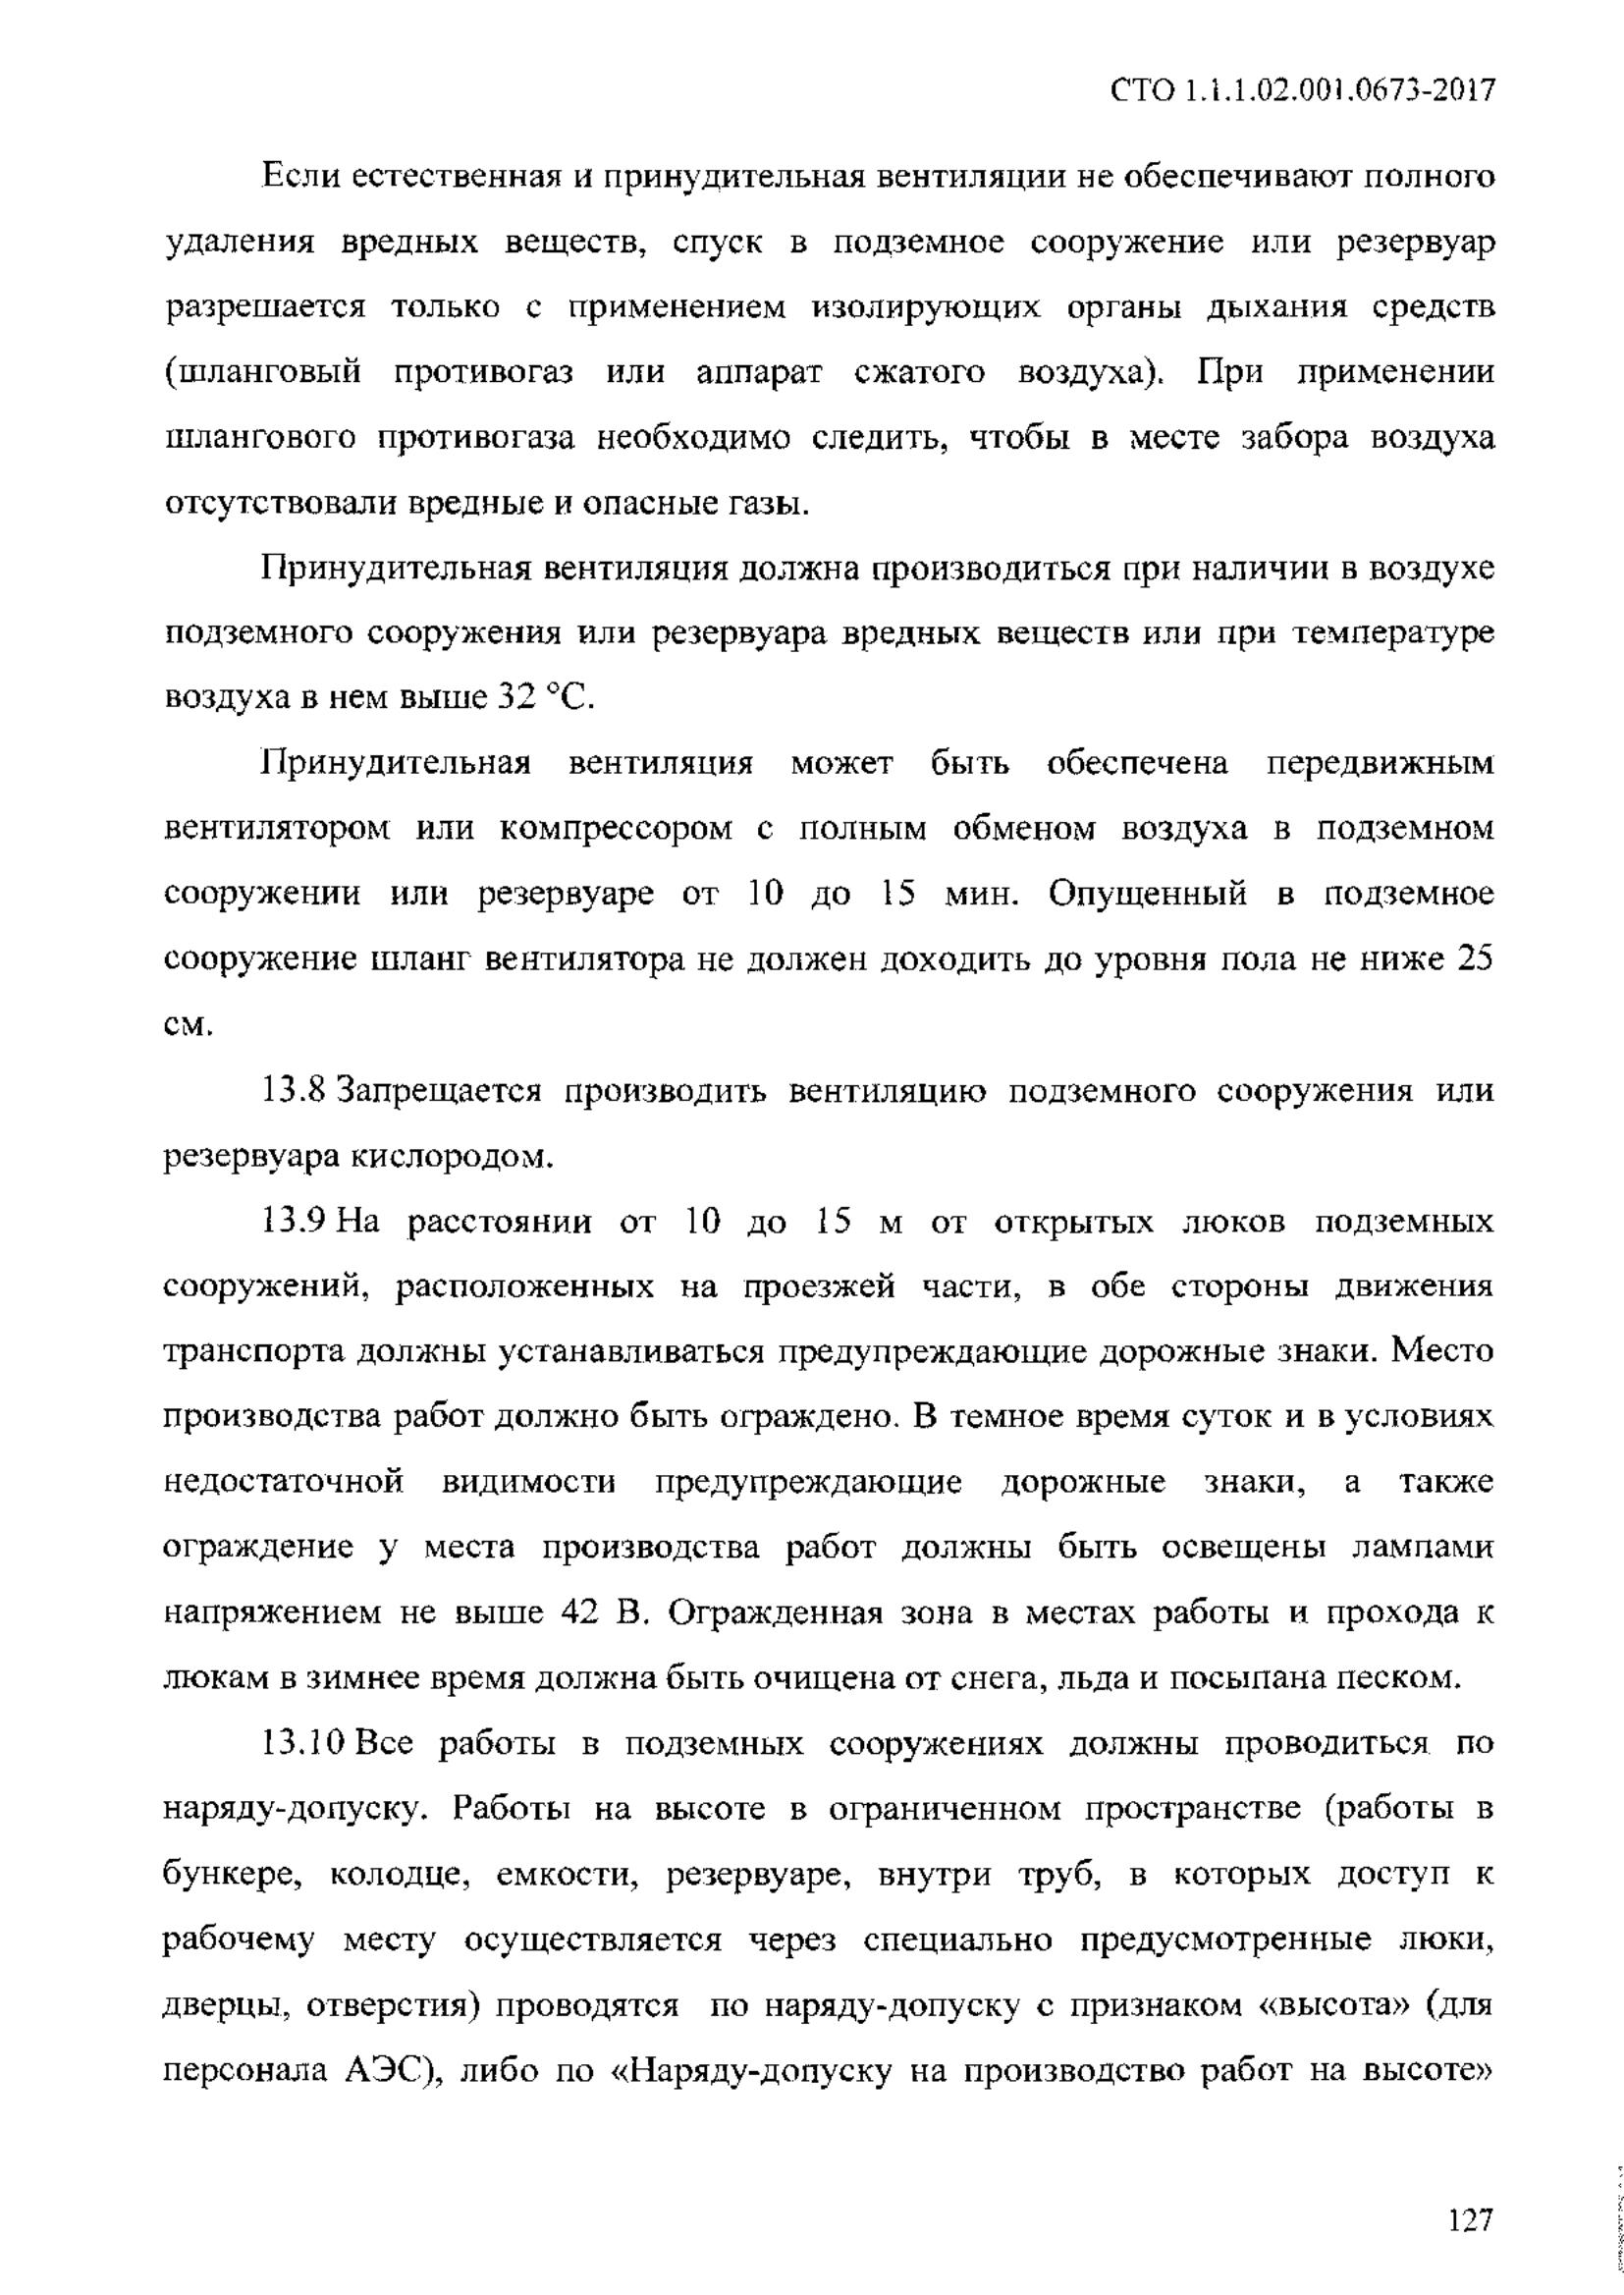 СТО 1.1.1.02.001.0673-2017
Если естественная и принудительная вентиляции не обеспечивают полного
удаления вредных веществ, спуск в подземное сооружение или резервуар
разрешается только с применением изолирующих органы дыхания средств
(шланговый противогаз или аппарат сжатого воздуха). При применении
шлангового противогаза необходимо следить, чтобы в месте забора воздуха
отсутствовали вредные и опасные газы.
Принудительная вентиляция должна производиться при наличии в воздухе
подземного сооружения или резервуара вредных веществ или при температуре
воздуха в нем выше 32 °С.
Принудительная вентиляция может быть обеспечена передвижным
вентилятором или компрессором с полным обменом воздуха в подземном
сооружении или резервуаре от 10 до 15 мин. Опущенный в подземное
сооружение шланг вентилятора не должен доходить до уровня пола не ниже 25
см.
13.8 Запрещается производить вентиляцию подземного сооружения или
резервуара кислородом.
13.9 На расстоянии от 10 до 15 м от открытых люков подземных
сооружений, расположенных на проезжей части, в обе стороны движения
транспорта должны устанавливаться предупреждающие дорожные знаки. Место
производства работ должно быть ограждено. В темное время суток и в условиях
недостаточной видимости предупреждающие дорожные знаки, а также
ограждение у места производства работ должны быть освещены лампами
напряжением не выше 42 В. Огражденная зона в местах работы и прохода к
люкам в зимнее время должна быть очищена от снега, льда и посыпана песком.
13.10 Все работы в подземных сооружениях должны проводиться по
наряду-допуску. Работы на высоте в ограниченном пространстве (работы в
бункере, колодце, емкости, резервуаре, внутри труб, в которых доступ к
рабочему месту осуществляется через специально предусмотренные люки,
дверцы, отверстия) проводятся по наряду-допуску с признаком «высота» (для
персонала АЭС), либо по «Наряду-допуску на производство работ на высоте»
127